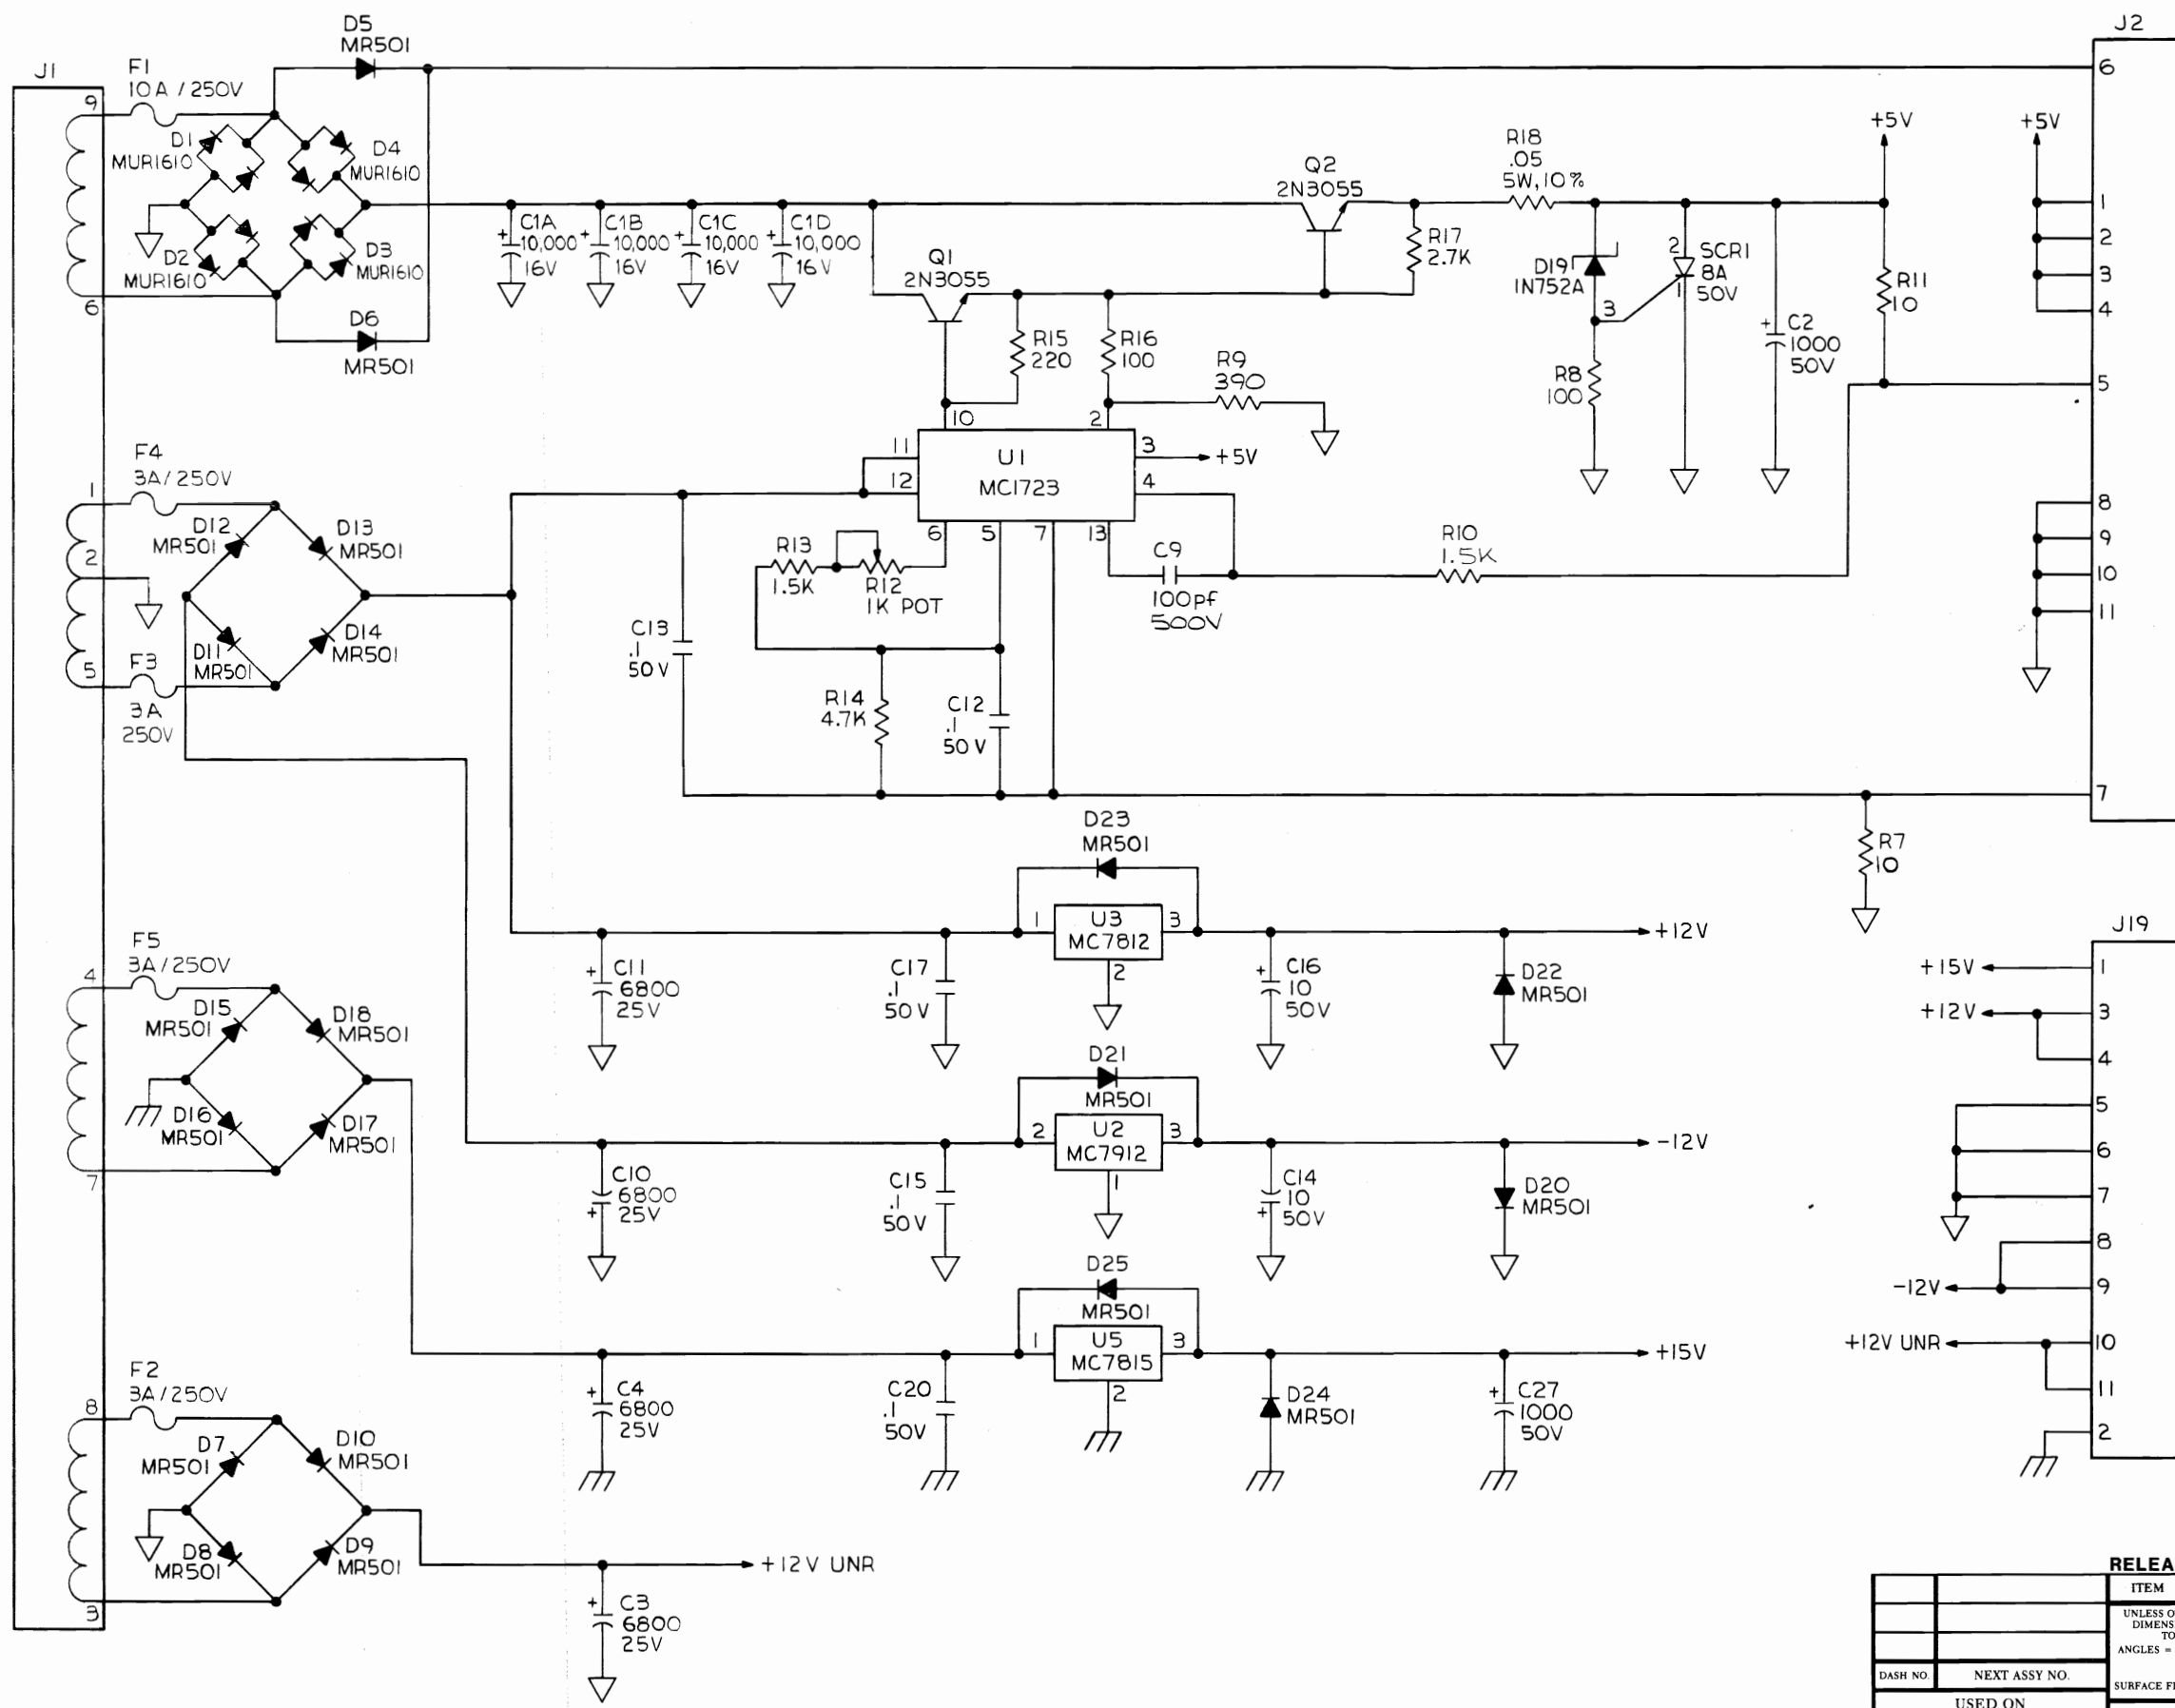 J1
F1
10A / 250V
9
6
D5
MR501
D1
MUR1610
D4
MUR1610
D2
MUR1610
D3
MUR1610
D6
MR501
+ C1A
10,000
16V
+ C1B
10,000
16V
+ C1C
10,000
16V
+ C1D
10,000
16V
Q1
2N3055
Q2
2N3055
R15
220
R16
100
R9
390
R17
2.7K
R18
.05
5W, 10%
D19
1N752A
3
R8
100
2
SCR1
8A
50V
1
+ C2
1000
50V
+5V
R11
10
J2
6
+5V
1
2
3
4
5
8
9
10
11
7
F4
3A/250V
1
2
5
D12
MR501
D13
MR501
D11
MR501
D14
MR501
F3
3A
250V
10
2
11
12
U1
MC1723
3
+5V
4
6
5
7
13
R13
1.5K
R12
1K POT
C9
100pf
500V
R10
1.5K
C13
.1
50V
R14
4.7K
C12
.1
50V
R7
10
D23
MR501
1
U3
MC7812
3
2
+ C11
6800
25V
C17
.1
50V
+ C16
10
50V
D22
MR501
+12V
F5
3A/250V
4
7
D15
MR501
D18
MR501
D16
MR501
D17
MR501
D21
MR501
2
U2
MC7912
3
1
C10
6800
+ 25V
C15
.1
50V
C14
10
+ 50V
D20
MR501
-12V
D25
MR501
1
U5
MC7815
3
2
+ C4
6800
25V
C20
.1
50V
D24
MR501
+ C27
1000
50V
+15V
F2
3A/250V
8
3
D7
MR501
D10
MR501
D8
MR501
D9
MR501
+12V UNR
+ C3
6800
25V
J19
+15V
1
+12V
3
4
5
6
7
8
-12V
9
+12V UNR
10
11
2
RELEA
ITEM
UNLESS O
DIMENS
TO
ANGLES =
SURFACE FI
DASH NO.
NEXT ASSY NO.
USED ON